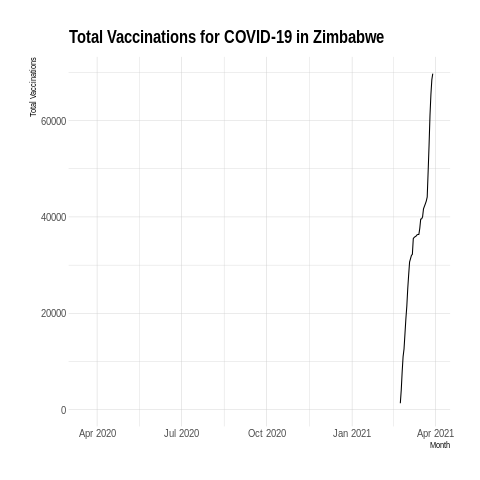 Total Vaccinations for COVID-19 in Zimbabwe
Total Vaccinations
60000
40000
20000
0
Apr 2020 Jul 2020 Oct 2020 Jan 2021 Apr 2021
Month